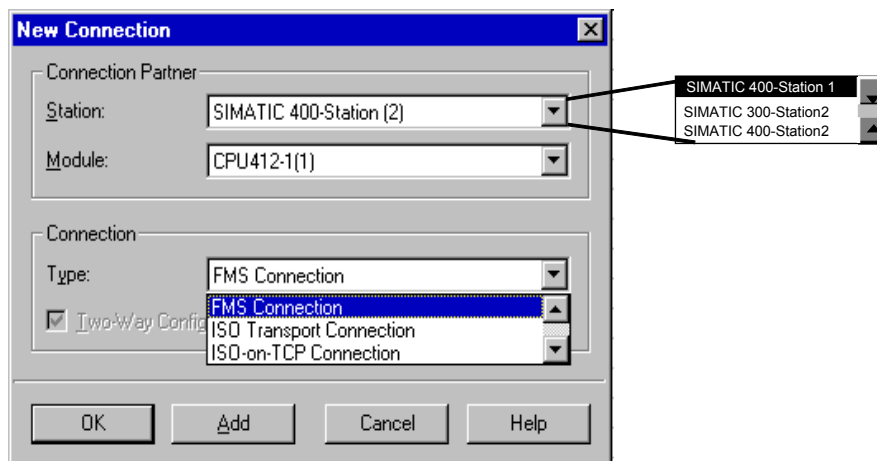 New Connection
Connection Partner
Station:
SIMATIC 400-Station (2)
SIMATIC 400-Station 1
SIMATIC 300-Station2
SIMATIC 400-Station2
Module:
CPU412-1(1)
Connection
Type:
FMS Connection
FMS Connection
ISO Transport Connection
ISO-on-TCP Connection
Two-Way Config
OK
Add
Cancel
Help